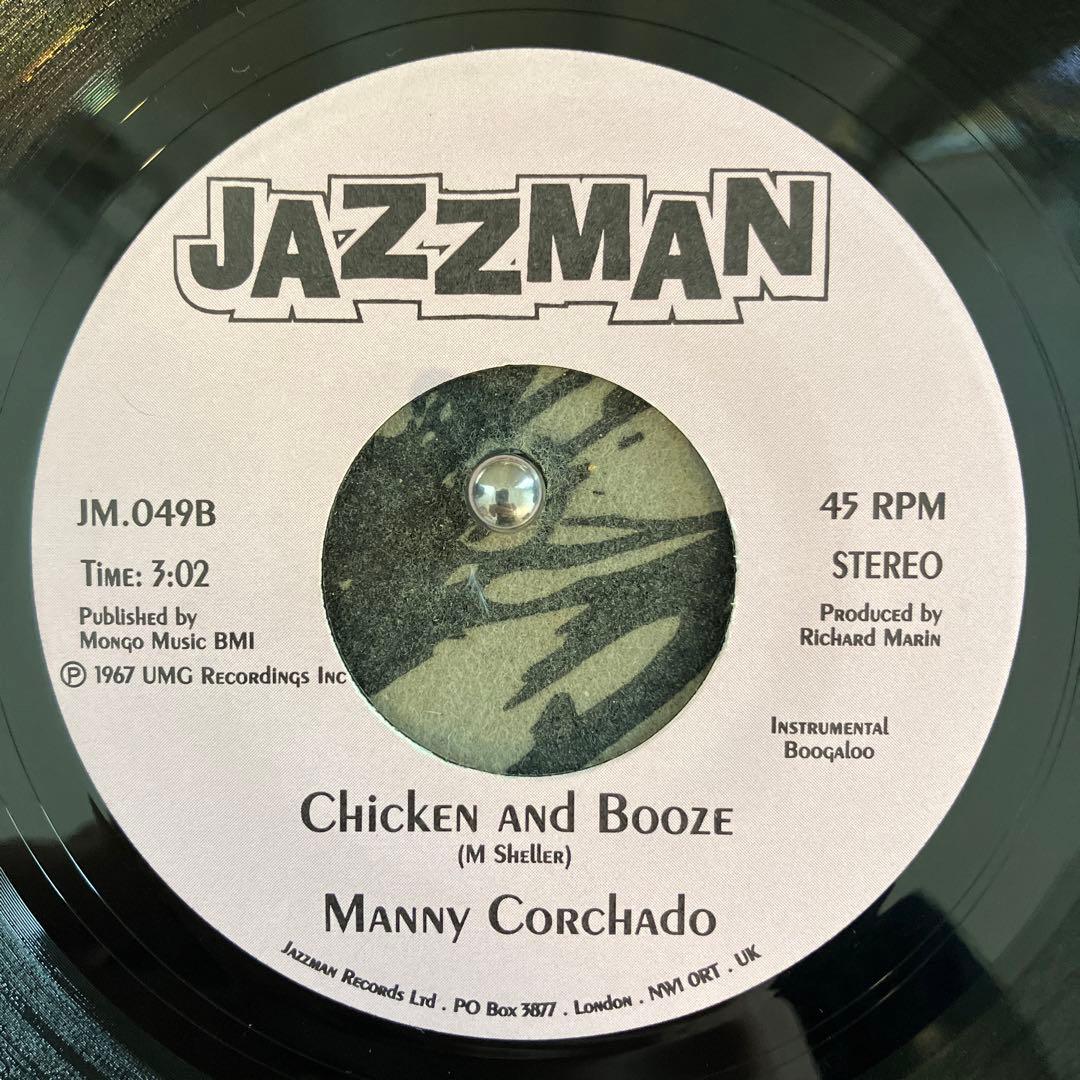 JAZZMAN
JM.049B
Time: 3:02
Published by
Mongo Music BMI
℗ 1967 UMG Recordings Inc
45 RPM
STEREO
Produced by
Richard Marin
Instrumental
Boogaloo
Chicken and Booze
(M Sheller)
Manny Corchado
Jazzman Records Ltd . PO Box 3877 . London . NW1 0RT . UK